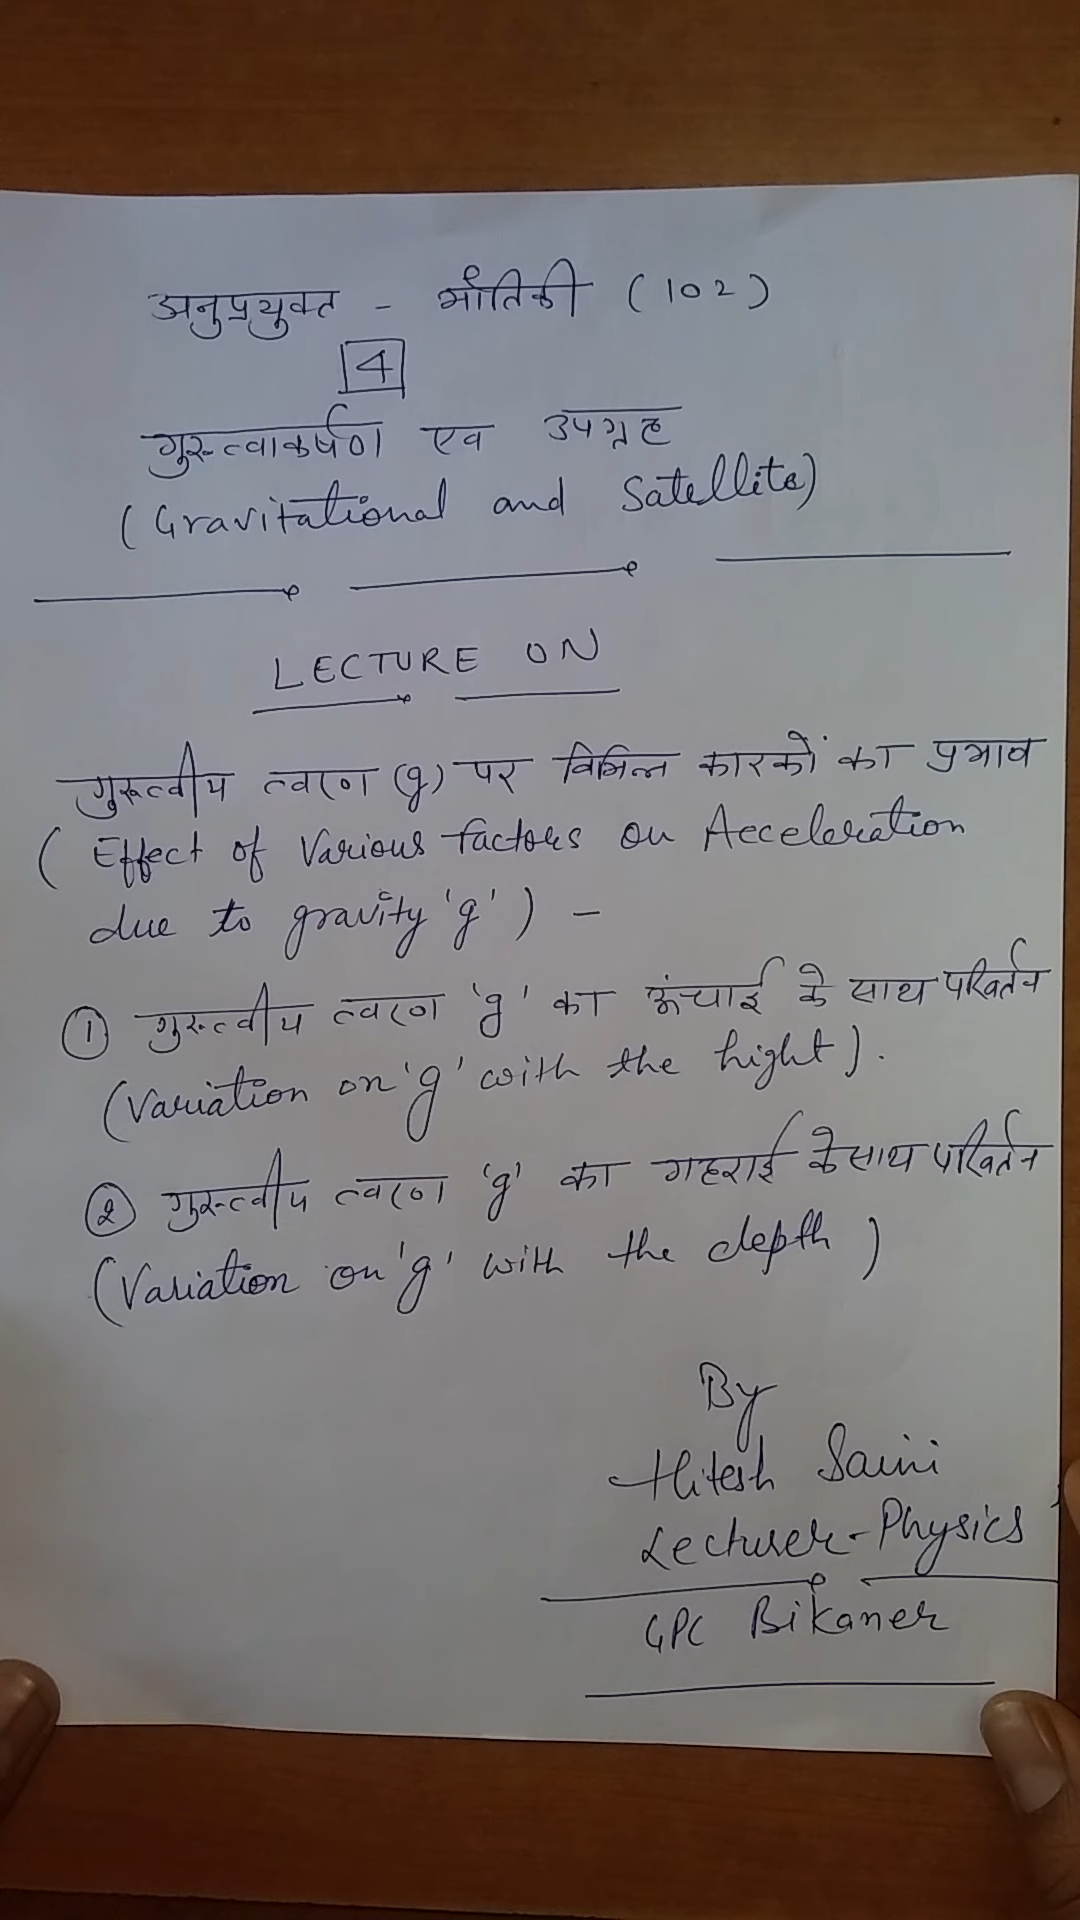 अनुप्रयुक्त - भौतिकी (102)
4
गुरुत्वाकर्षण एव उपग्रह
(Gravitational and Satellite)
LECTURE ON
गुरुत्वीय त्वरण (g) पर विभिन्न कारकों का प्रभाव
(Effect of Various factors on Acceleration
due to gravity 'g') -
① गुरुत्वीय त्वरण 'g' का ऊंचाई के साथ परिवर्तन
(Variation on 'g' with the hight).
② गुरुत्वीय त्वरण 'g' का गहराई के साथ परिवर्तन
(Variation on 'g' with the depth)
By
Hitesh Saini
Lecturer-Physics
GPC Bikaner